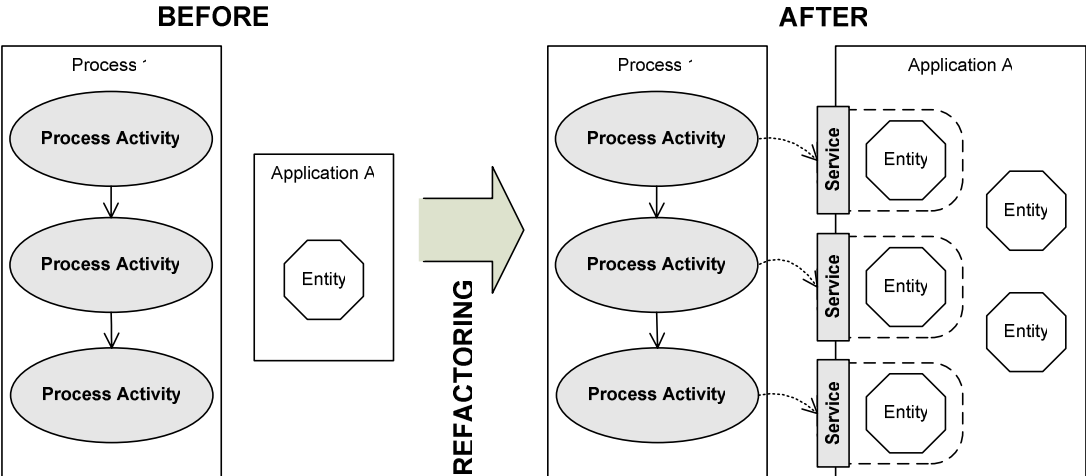 BEFORE
AFTER
Process
Process Activity
Process Activity
Process Activity
Application A
Entity
REFACTORING
Process
Process Activity
Process Activity
Process Activity
Application A
Service
Entity
Service
Entity
Service
Entity
Entity
Entity